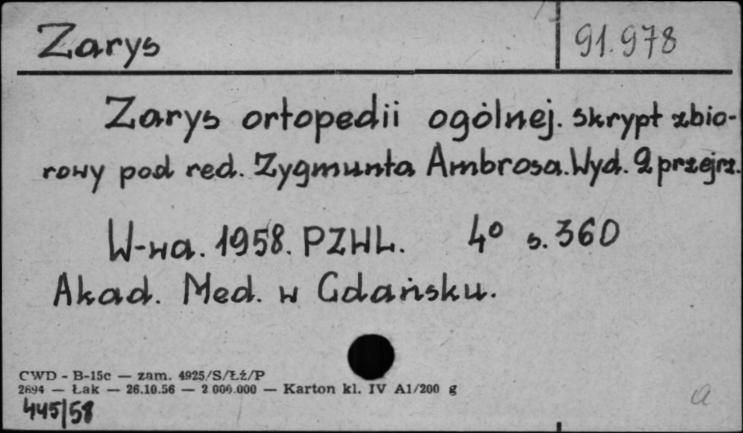 Zarys 91.978
Zarys ortopedii ogólnej. Skrypt zbio-
rowy pod red. Zygmunta Ambrosa. Wyd. 2 przejrz.
W-wa. 1958. PZWL. 4° s. 360
Akad. Med. w Gdańsku.
CWD - B-15c — zam. 4925/S/Łź/P
2694 — Łak — 26.10.56 — 2 000.000 — Karton kl. IV A1/200 g
445/58
a